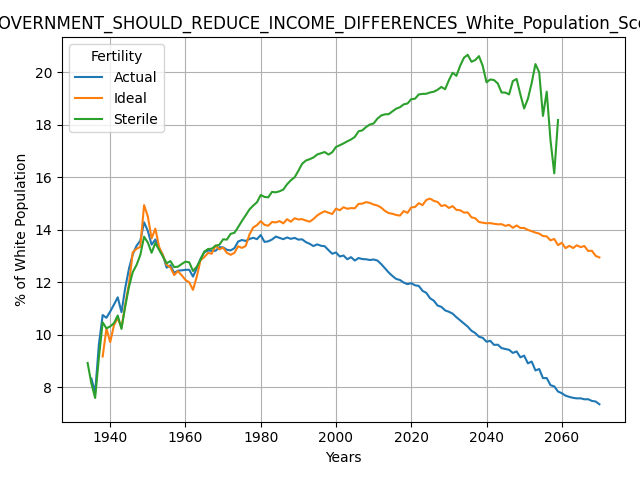 OVERNMENT_SHOULD_REDUCE_INCOME_DIFFERENCES_White_Population_Sc
Fertility
Actual
Ideal
Sterile
% of White Population
20
18
16
14
12
10
8
1940 1960 1980 2000 2020 2040 2060
Years